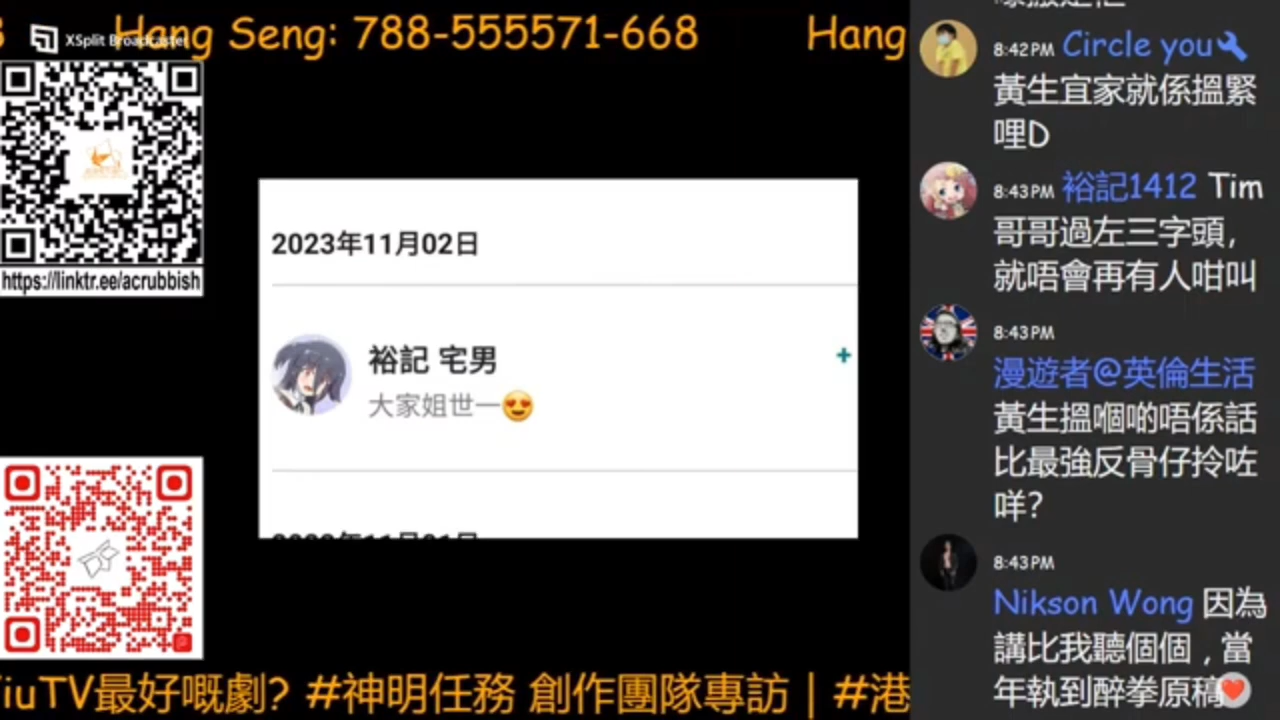 Hang Seng: 788-555571-668
Hang
XSplit Broadcaster
https://linktr.ee/acrubbish
2023年11月02日
裕記 宅男
大家姐世一😍
iuTV最好嘅劇? #神明任務 創作團隊專訪 | #港
8:42PM Circle you🔧
黃生宜家就係搵緊
哩D
8:43PM 裕記1412 Tim
哥哥過左三字頭,
就唔會再有人咁叫
8:43PM
漫遊者@英倫生活
黃生搵嗰啲唔係話
比最強反骨仔拎咗
咩?
8:43PM
Nikson Wong 因為
講比我聽個個，當
年執到醉拳原稿